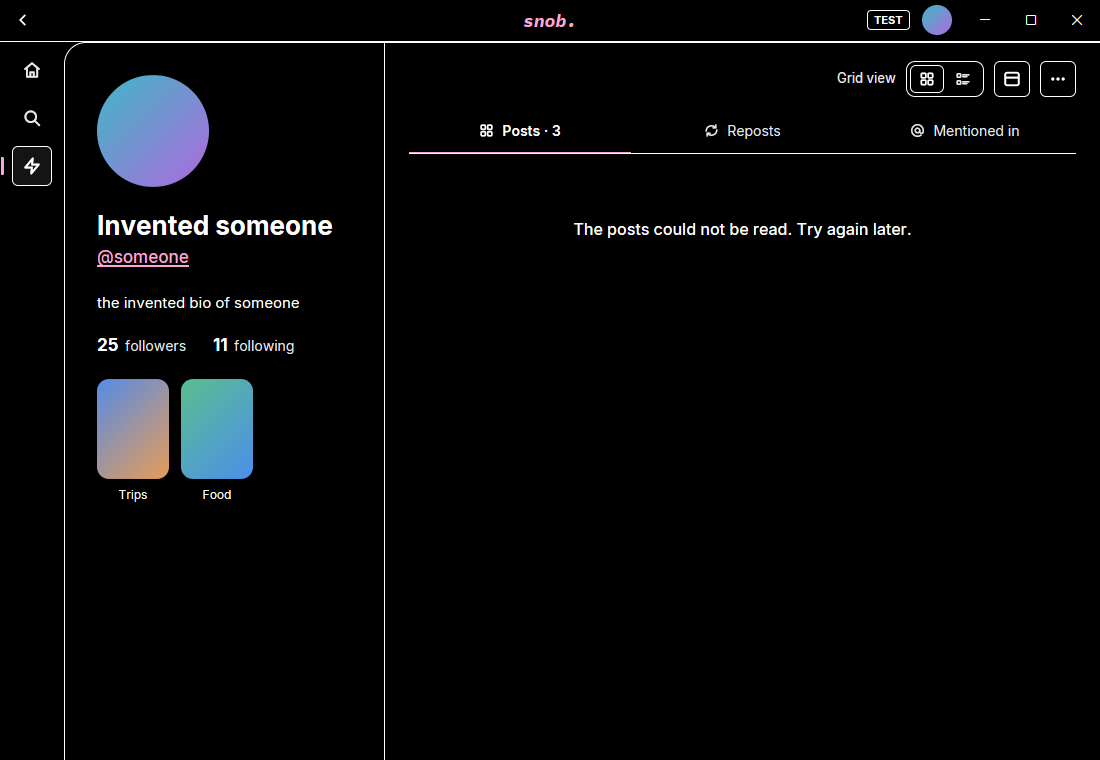 snob.
TEST
Invented someone
@someone
the invented bio of someone
25 followers 11 following
Trips
Food
Grid view
Posts · 3
Reposts
Mentioned in
The posts could not be read. Try again later.